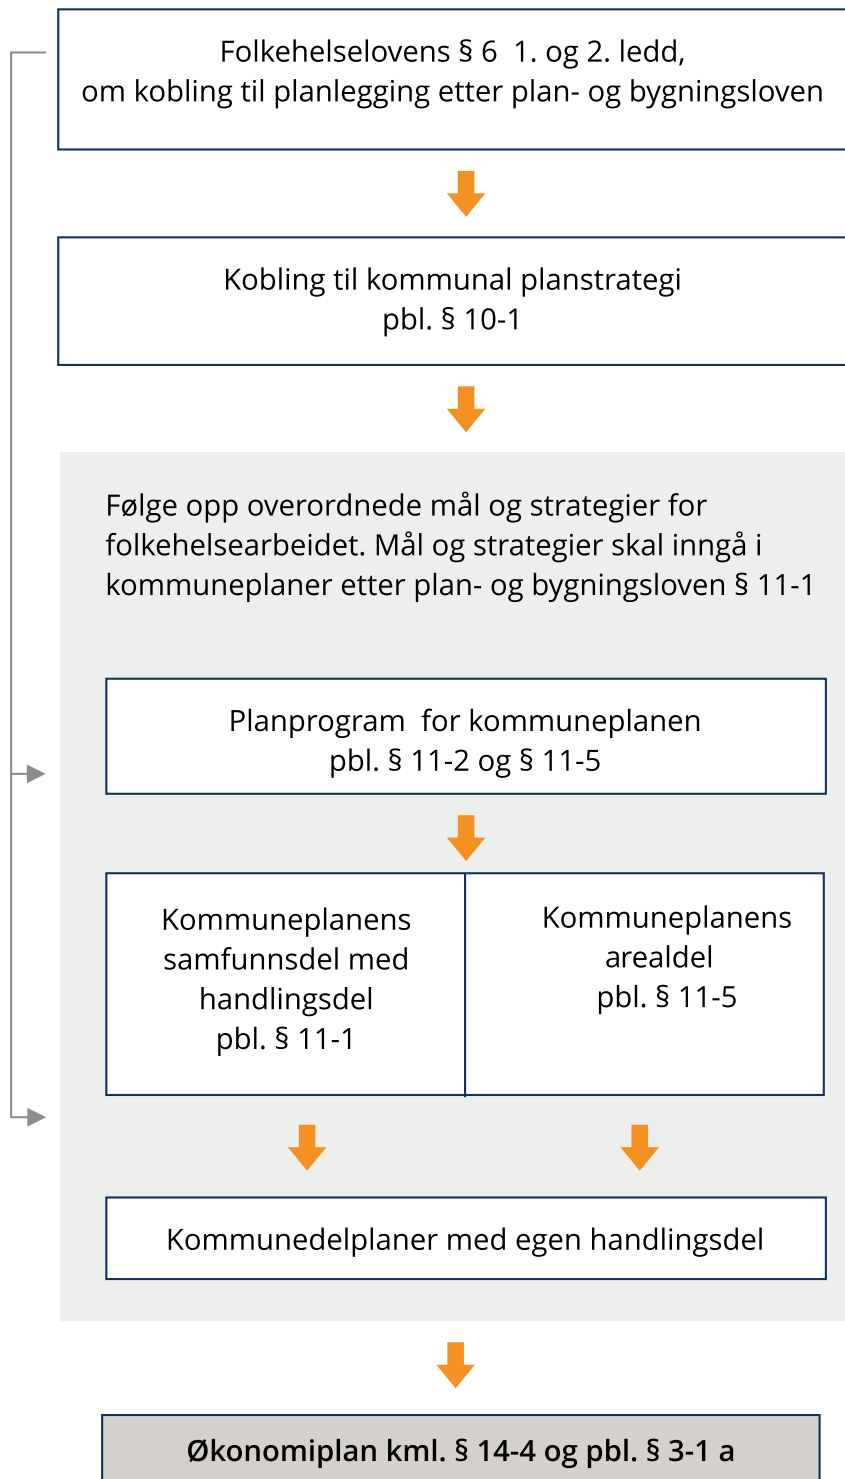 Folkehelselovens § 6  1. og 2. ledd,
om kobling til planlegging etter plan- og bygningsloven
Kobling til kommunal planstrategi
pbl. § 10-1
Følge opp overordnede mål og strategier for
folkehelsearbeidet. Mål og strategier skal inngå i
kommuneplaner etter plan- og bygningsloven § 11-1
Planprogram  for kommuneplanen
pbl. § 11-2 og § 11-5
Kommuneplanens
samfunnsdel med
handlingsdel
pbl. § 11-1
Kommuneplanens
arealdel
pbl. § 11-5
Kommunedelplaner med egen handlingsdel
Økonomiplan kml. § 14-4 og pbl. § 3-1 a